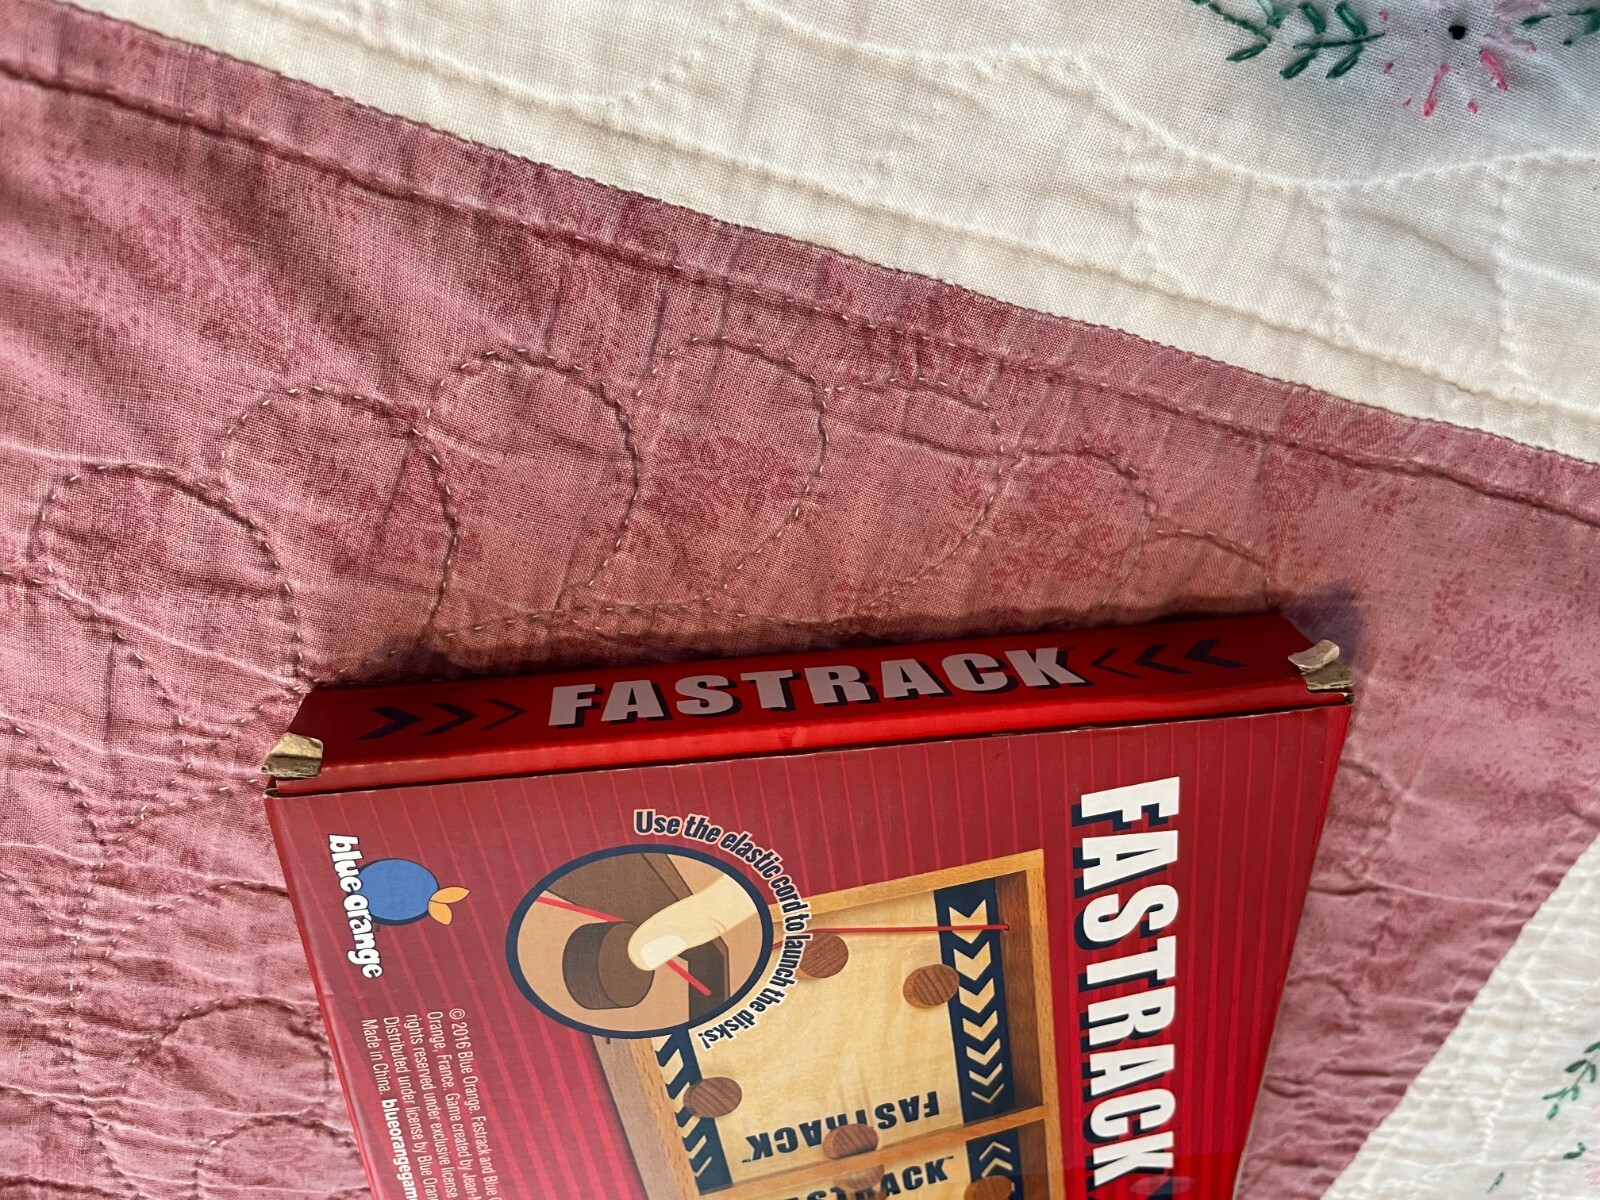 FASTRACK
FASTRACK
Use the elastic cord to launch the disks!
blue orange
FASTRACK™
© 2016 Blue Orange. Fastrack and Blue
Orange, France. Game created by Jean-
rights reserved under exclusive license
Distributed under license by Blue
Made in China. blueorangegam